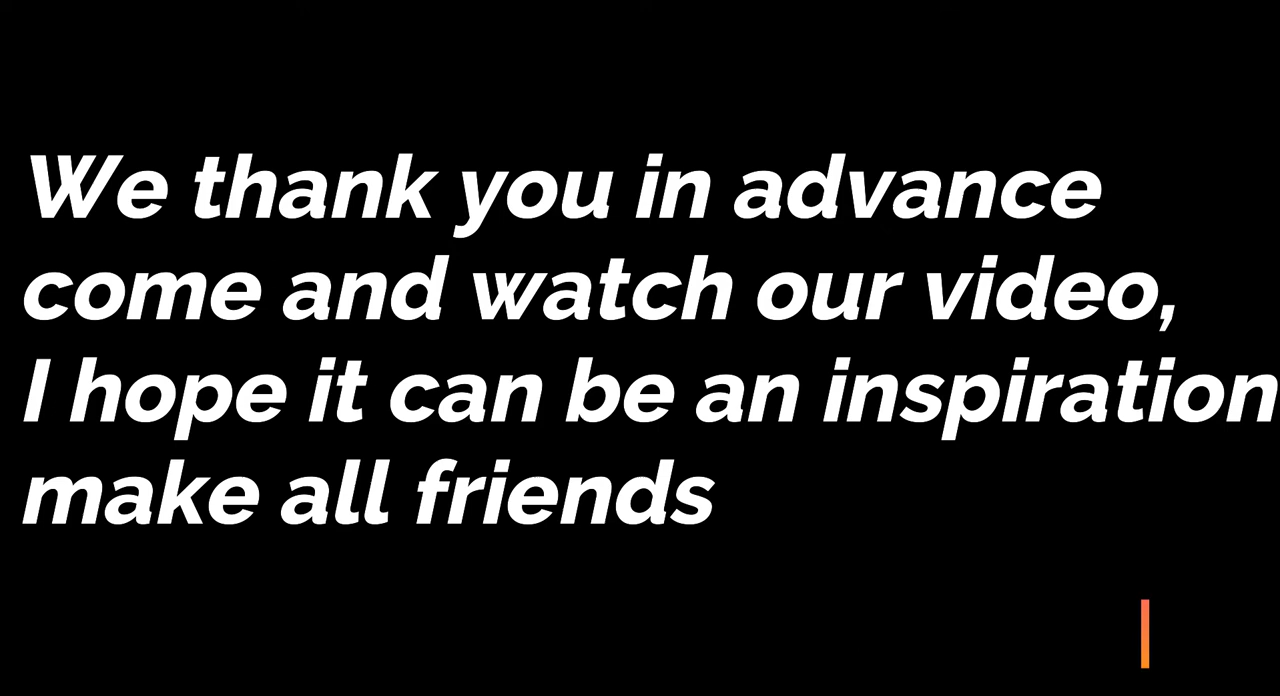 We thank you in advance
come and watch our video,
I hope it can be an inspiration
make all friends